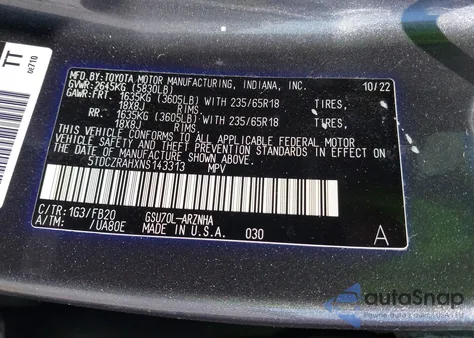 TT
0E710
MFD.BY:TOYOTA MOTOR MANUFACTURING, INDIANA, INC. 10/22
GVWR: 2645KG (5830LB)
GAWR:FRT. 1635KG (3605LB) WITH 235/65R18 TIRES,
18X8J RIMS,
RR. 1635KG (3605LB) WITH 235/65R18 TIRES,
18X8J RIMS,
THIS VEHICLE CONFORMS TO ALL APPLICABLE FEDERAL MOTOR
VEHICLE SAFETY AND THEFT PREVENTION STANDARDS IN EFFECT ON THE
DATE OF MANUFACTURE SHOWN ABOVE.
5TDCZRAHXNS143313 MPV
C/TR: 1G3/FB20 GSU70L-ARZNHA
A/TM: /UA80E MADE IN U.S.A. 030 A
autoSnap